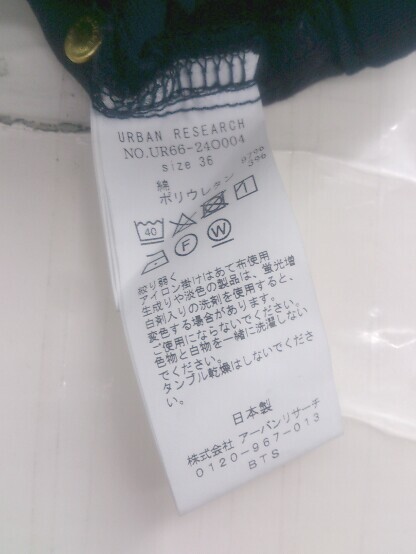 URBAN RESEARCH
NO.UR66-24O004
size 36
綿
ポリウレタン
40
F W
絞り弱く
アイロン掛けはあて布使用
生成りや淡色の製品は、蛍光増
白剤入りの洗剤を使用すると、
変色する場合があります。
ご使用にならないでください。
色物と白物を一緒に洗濯しない
でください。
タンブル乾燥はしないでくださ
い。
日本製
株式会社 アーバンリサーチ
0120-967-013
BTS